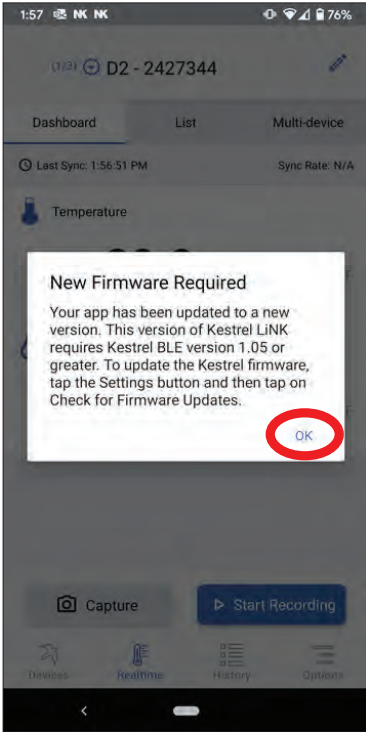 1:57 NK NK 76%
(1/3) D2 - 2427344
Dashboard List Multi-device
Last Sync: 1:56:51 PM Sync Rate: N/A
Temperature
New Firmware Required
Your app has been updated to a new
version. This version of Kestrel LiNK
requires Kestrel BLE version 1.05 or
greater. To update the Kestrel firmware,
tap the Settings button and then tap on
Check for Firmware Updates.
OK
Capture Start Recording
Devices Realtime History Options